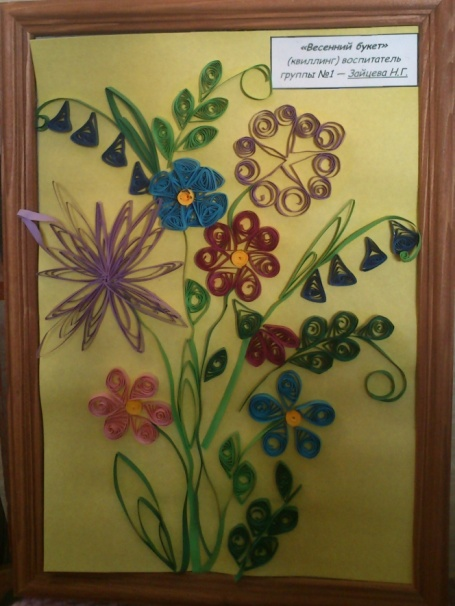 «Весенний букет»
(квиллинг) воспитатель
группы №1 — Зайцева Н.Г.